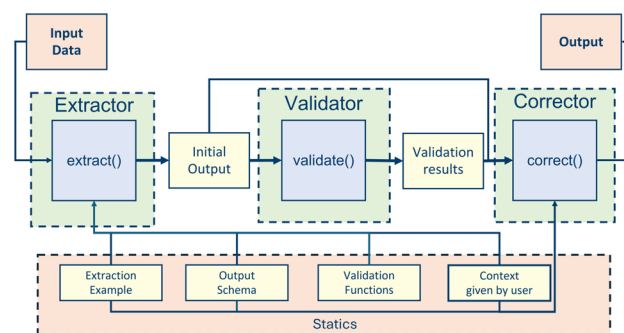 Input
Data
Output
Extractor
Validator
Corrector
extract()
Initial
Output
validate()
Validation
results
correct()
Extraction
Example
Output
Schema
Validation
Functions
Context
given by user
Statics